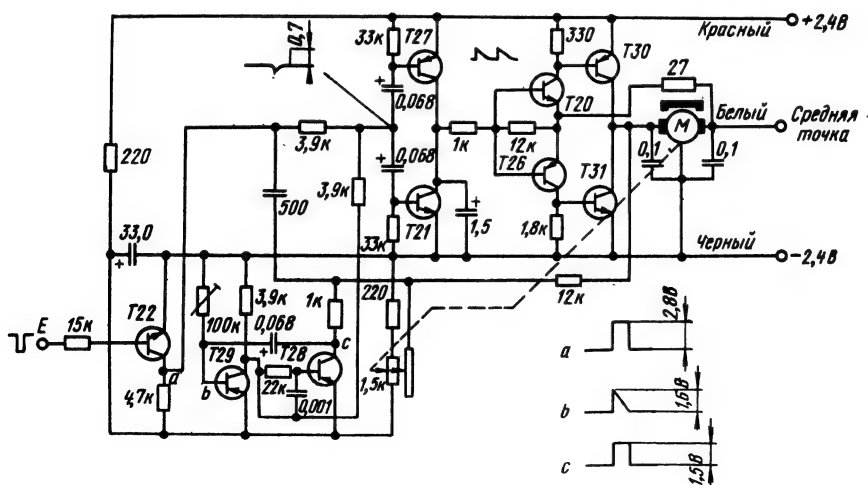 0,7
33к
Т27
330
Т30
Красный
+2,4В
0,068
Т20
27
Белый
Средняя
точка
3,9к
1к
12к
М
220
0,068
Т26
0,1
0,1
3,9к
500
Т21
1,5
1,8к
Т31
33,0
33к
Черный
-2,4В
Т22
3,9к
1к
220
12к
100к
0,068
Е
15к
Т29
Т28
с
а
22к
1,5к
4,7к
b
0,001
а
2,8В
b
1,6В
с
1,5В